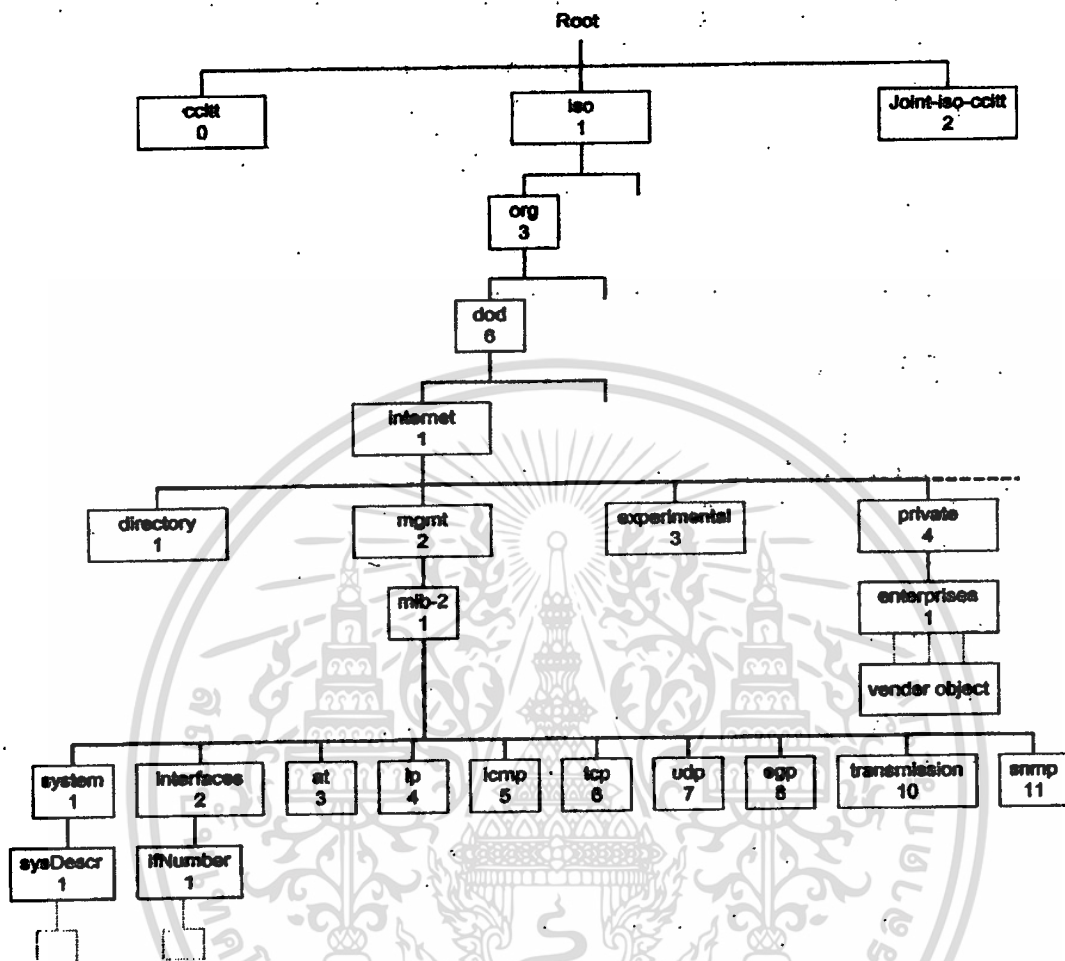 Root
ccitt
0
iso
1
Joint-iso-ccitt
2
org
3
dod
6
internet
1
directory
1
mgmt
2
experimental
3
private
4
mib-2
1
enterprises
1
vender object
system
1
interfaces
2
at
3
ip
4
icmp
5
tcp
6
udp
7
egp
8
transmission
10
snmp
11
sysDescr
1
ifNumber
1